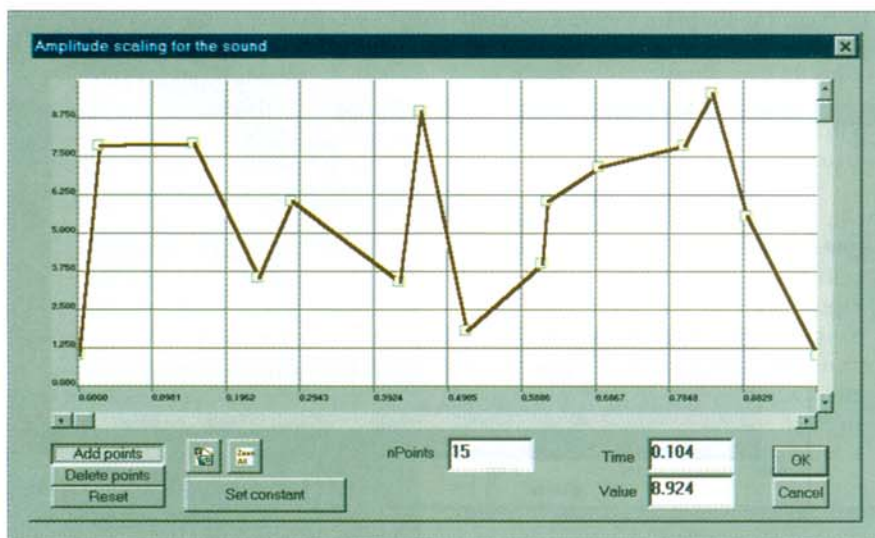 Amplitude scaling for the sound
8.750
7.500
6.250
5.000
3.750
2.500
1.250
0.000
0.0000 0.0981 0.1962 0.2943 0.3924 0.4905 0.5886 0.6867 0.7848 0.8829
Add points
Delete points
Reset
Zoom All
Set constant
nPoints 15
Time 0.104
Value 8.924
OK
Cancel